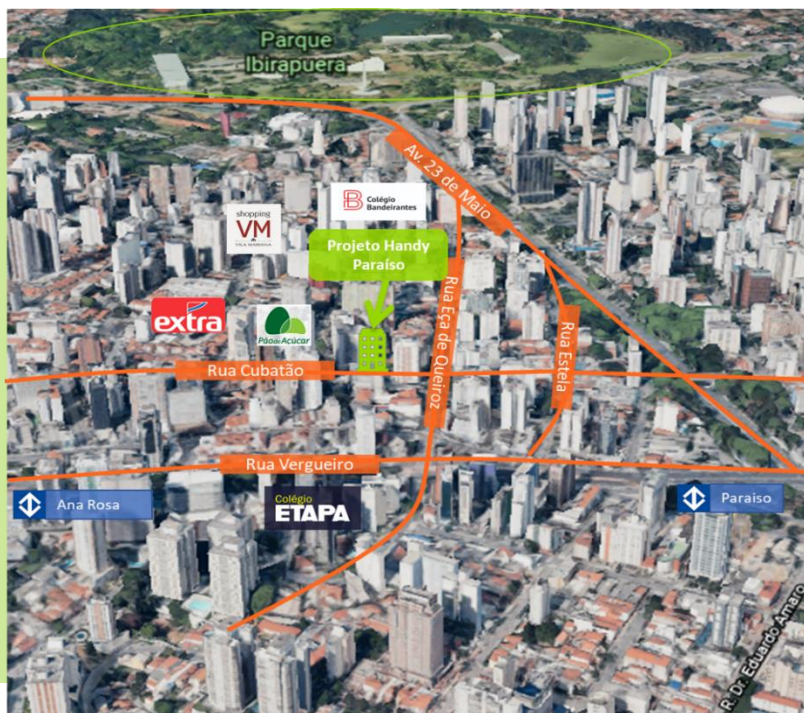 Parque
Ibirapuera
Av. 23 de Maio
Colégio
Bandeirantes
shopping
VM
VILA MARIANA
Projeto Handy
Paraíso
extra
Pão de Açúcar
Rua Eça de Queiroz
Rua Estela
Rua Cubatão
Rua Vergueiro
Ana Rosa
Colégio
ETAPA
Paraiso
R. Dr. Eduardo Amaro